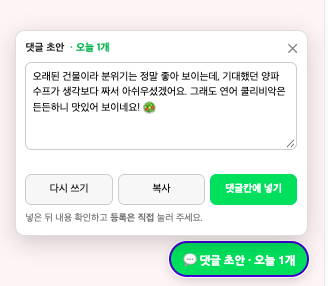 댓글 초안 · 오늘 1개
오래된 건물이라 분위기는 정말 좋아 보이는데, 기대했던 양파
수프가 생각보다 짜서 아쉬우셨겠어요. 그래도 연어 쿨리비악은
든든하니 맛있어 보이네요! 🥗
다시 쓰기
복사
댓글칸에 넣기
넣은 뒤 내용 확인하고 등록은 직접 눌러 주세요.
💬 댓글 초안 · 오늘 1개